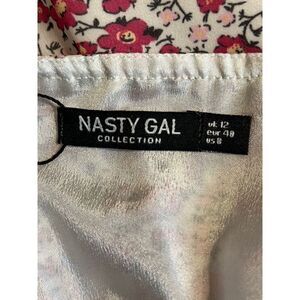 NASTY GAL
COLLECTION
uk 12
eur 40
us 8